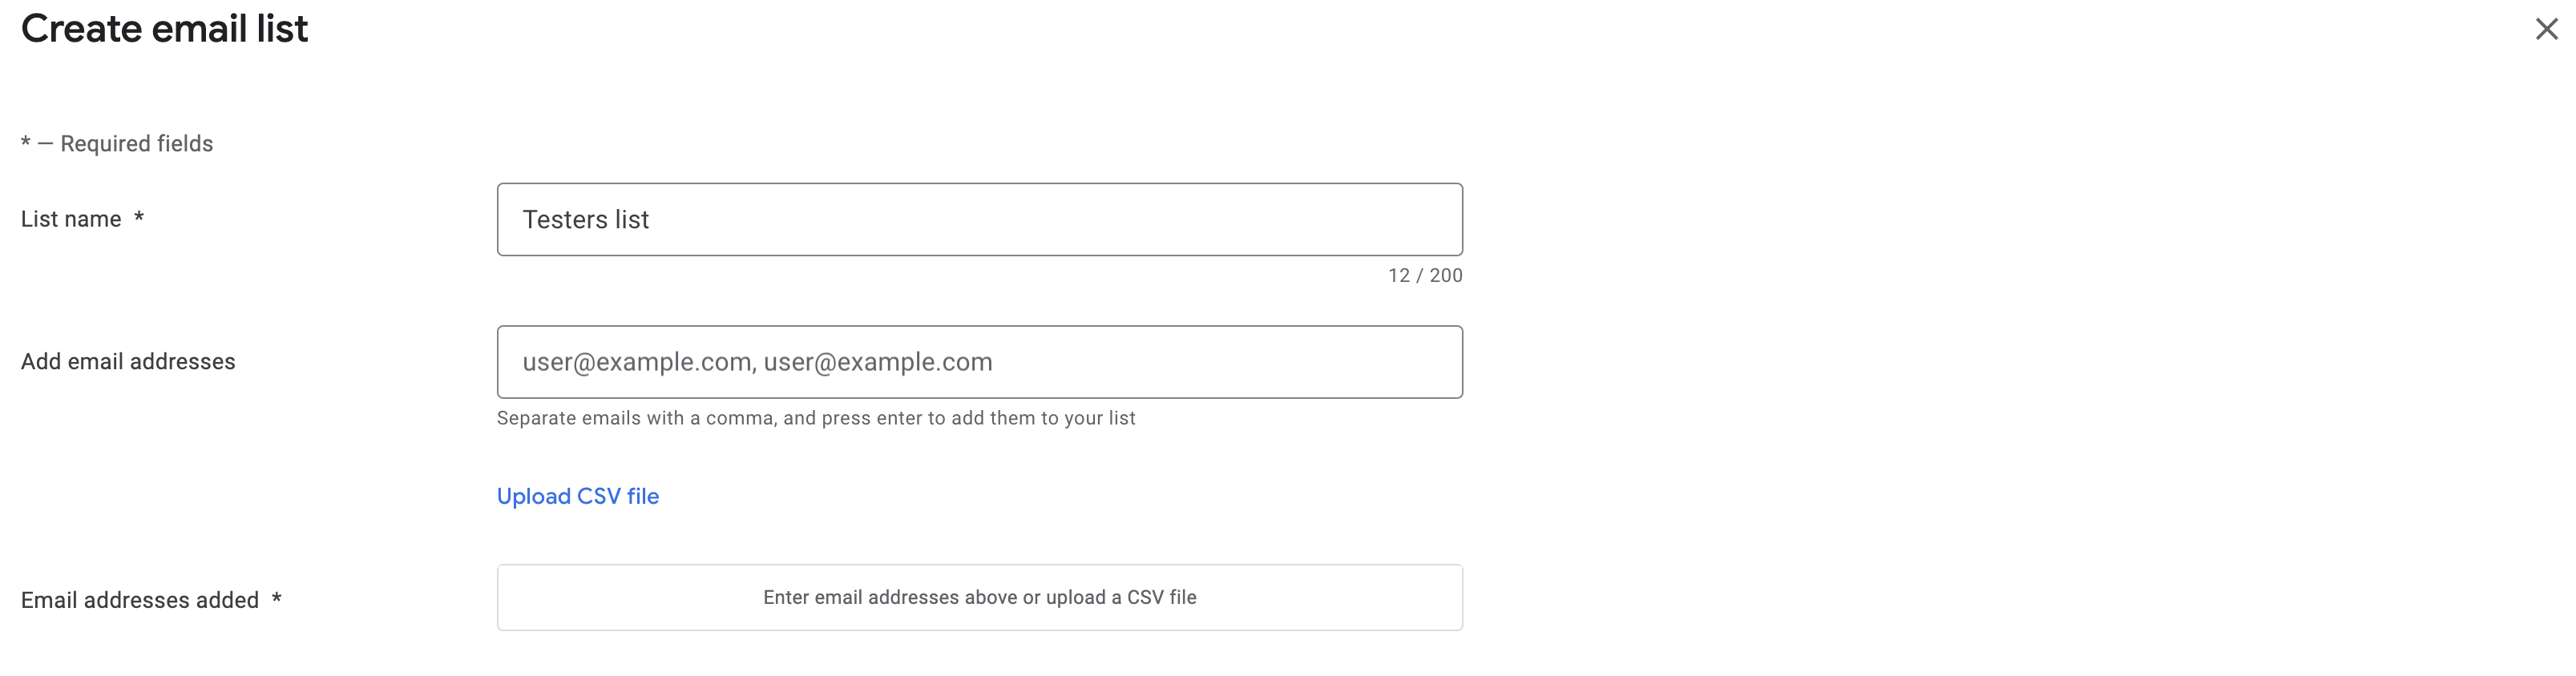 Create email list
* — Required fields
List name *
Testers list
12 / 200
Add email addresses
user@example.com, user@example.com
Separate emails with a comma, and press enter to add them to your list
Upload CSV file
Email addresses added *
Enter email addresses above or upload a CSV file